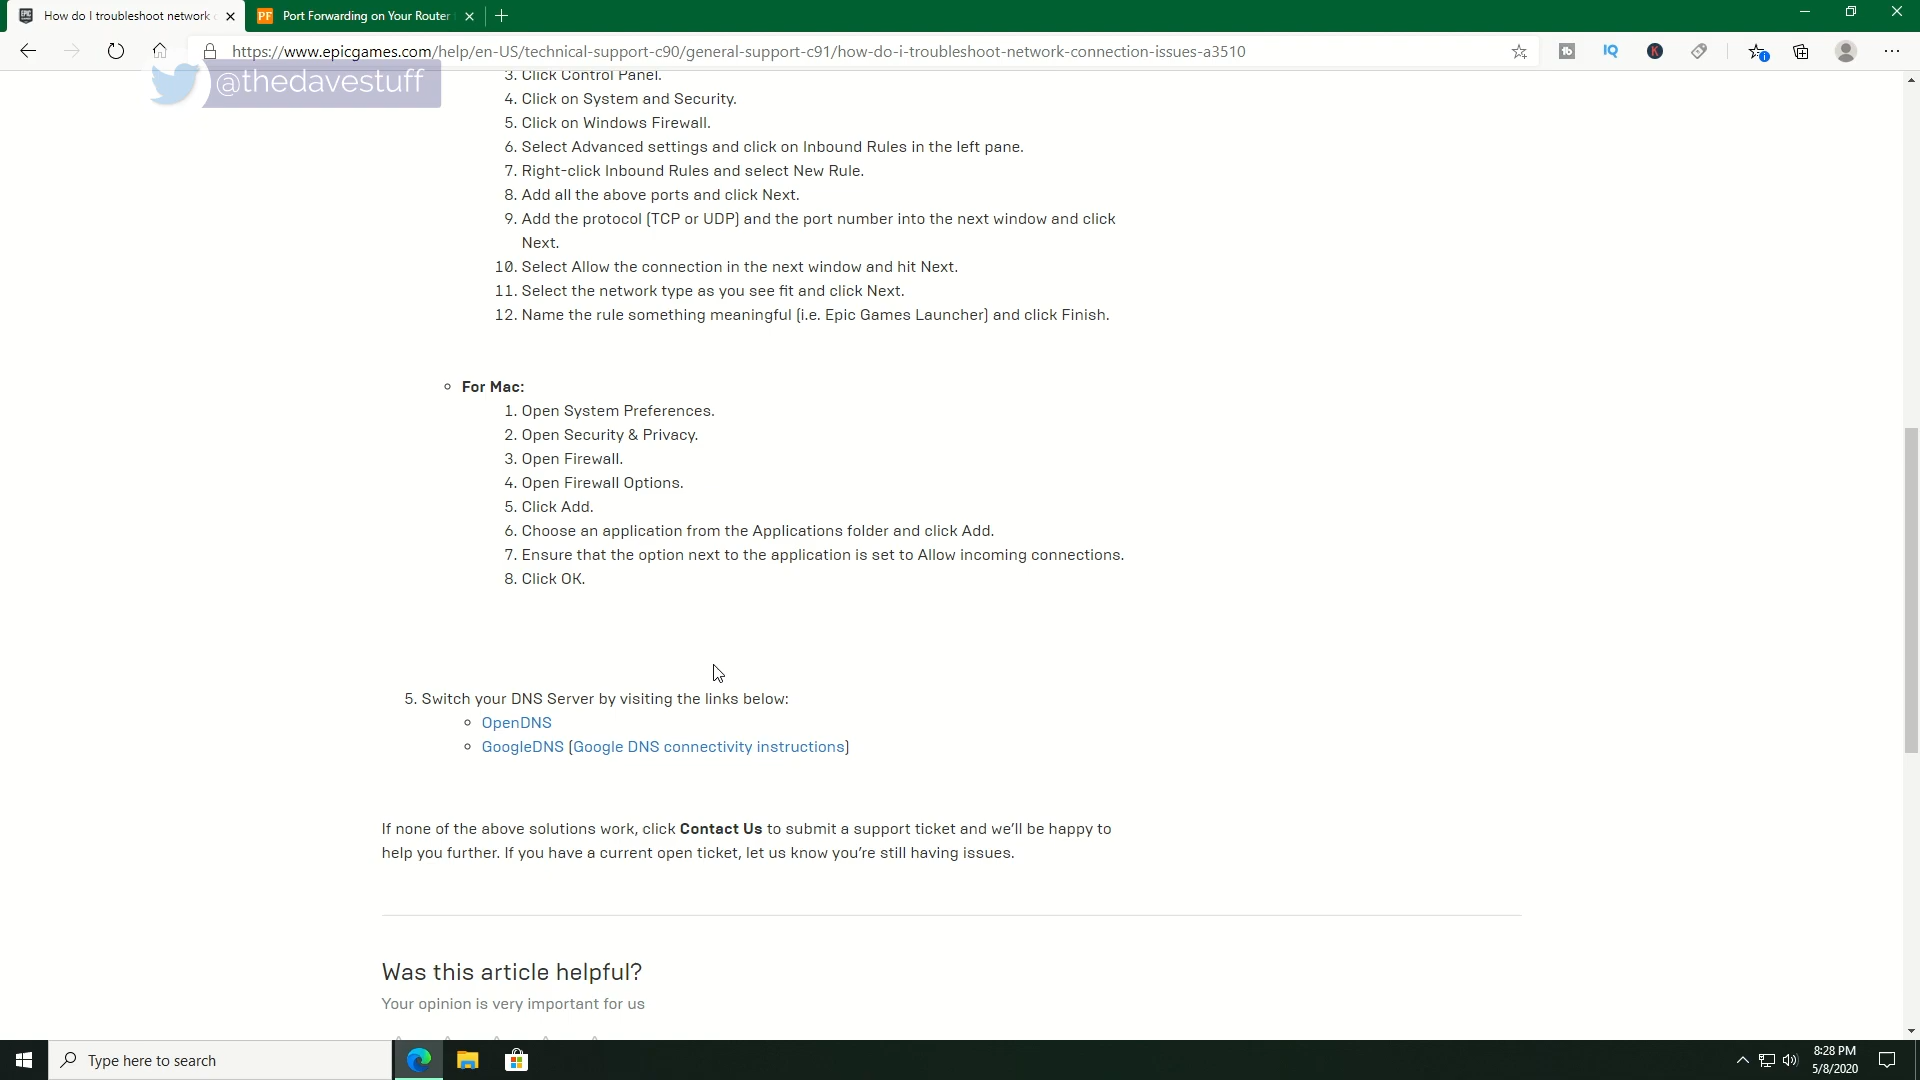 How do I troubleshoot network
PF Port Forwarding on Your Router
https://www.epicgames.com/help/en-US/technical-support-c90/general-support-c91/how-do-i-troubleshoot-network-connection-issues-a3510
@thedavestuff
3. Click Control Panel.
4. Click on System and Security.
5. Click on Windows Firewall.
6. Select Advanced settings and click on Inbound Rules in the left pane.
7. Right-click Inbound Rules and select New Rule.
8. Add all the above ports and click Next.
9. Add the protocol (TCP or UDP) and the port number into the next window and click
Next.
10. Select Allow the connection in the next window and hit Next.
11. Select the network type as you see fit and click Next.
12. Name the rule something meaningful (i.e. Epic Games Launcher) and click Finish.
For Mac:
1. Open System Preferences.
2. Open Security & Privacy.
3. Open Firewall.
4. Open Firewall Options.
5. Click Add.
6. Choose an application from the Applications folder and click Add.
7. Ensure that the option next to the application is set to Allow incoming connections.
8. Click OK.
5. Switch your DNS Server by visiting the links below:
OpenDNS
GoogleDNS (Google DNS connectivity instructions)
If none of the above solutions work, click Contact Us to submit a support ticket and we'll be happy to
help you further. If you have a current open ticket, let us know you're still having issues.
Was this article helpful?
Your opinion is very important for us
Type here to search
8:28 PM
5/8/2020